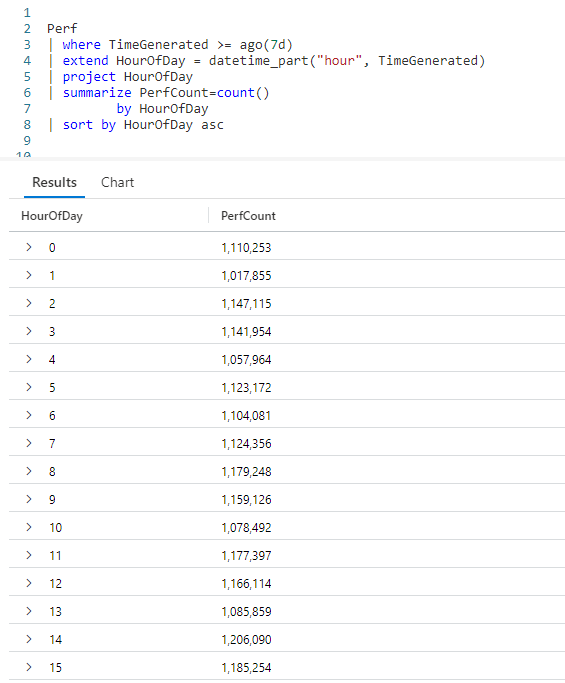 1
2 Perf
3 | where TimeGenerated >= ago(7d)
4 | extend HourOfDay = datetime_part("hour", TimeGenerated)
5 | project HourOfDay
6 | summarize PerfCount=count()
7 by HourOfDay
8 | sort by HourOfDay asc
9
10
Results Chart
HourOfDay PerfCount
> 0 1,110,253
> 1 1,017,855
> 2 1,147,115
> 3 1,141,954
> 4 1,057,964
> 5 1,123,172
> 6 1,104,081
> 7 1,124,356
> 8 1,179,248
> 9 1,159,126
> 10 1,078,492
> 11 1,177,397
> 12 1,166,114
> 13 1,085,859
> 14 1,206,090
> 15 1,185,254